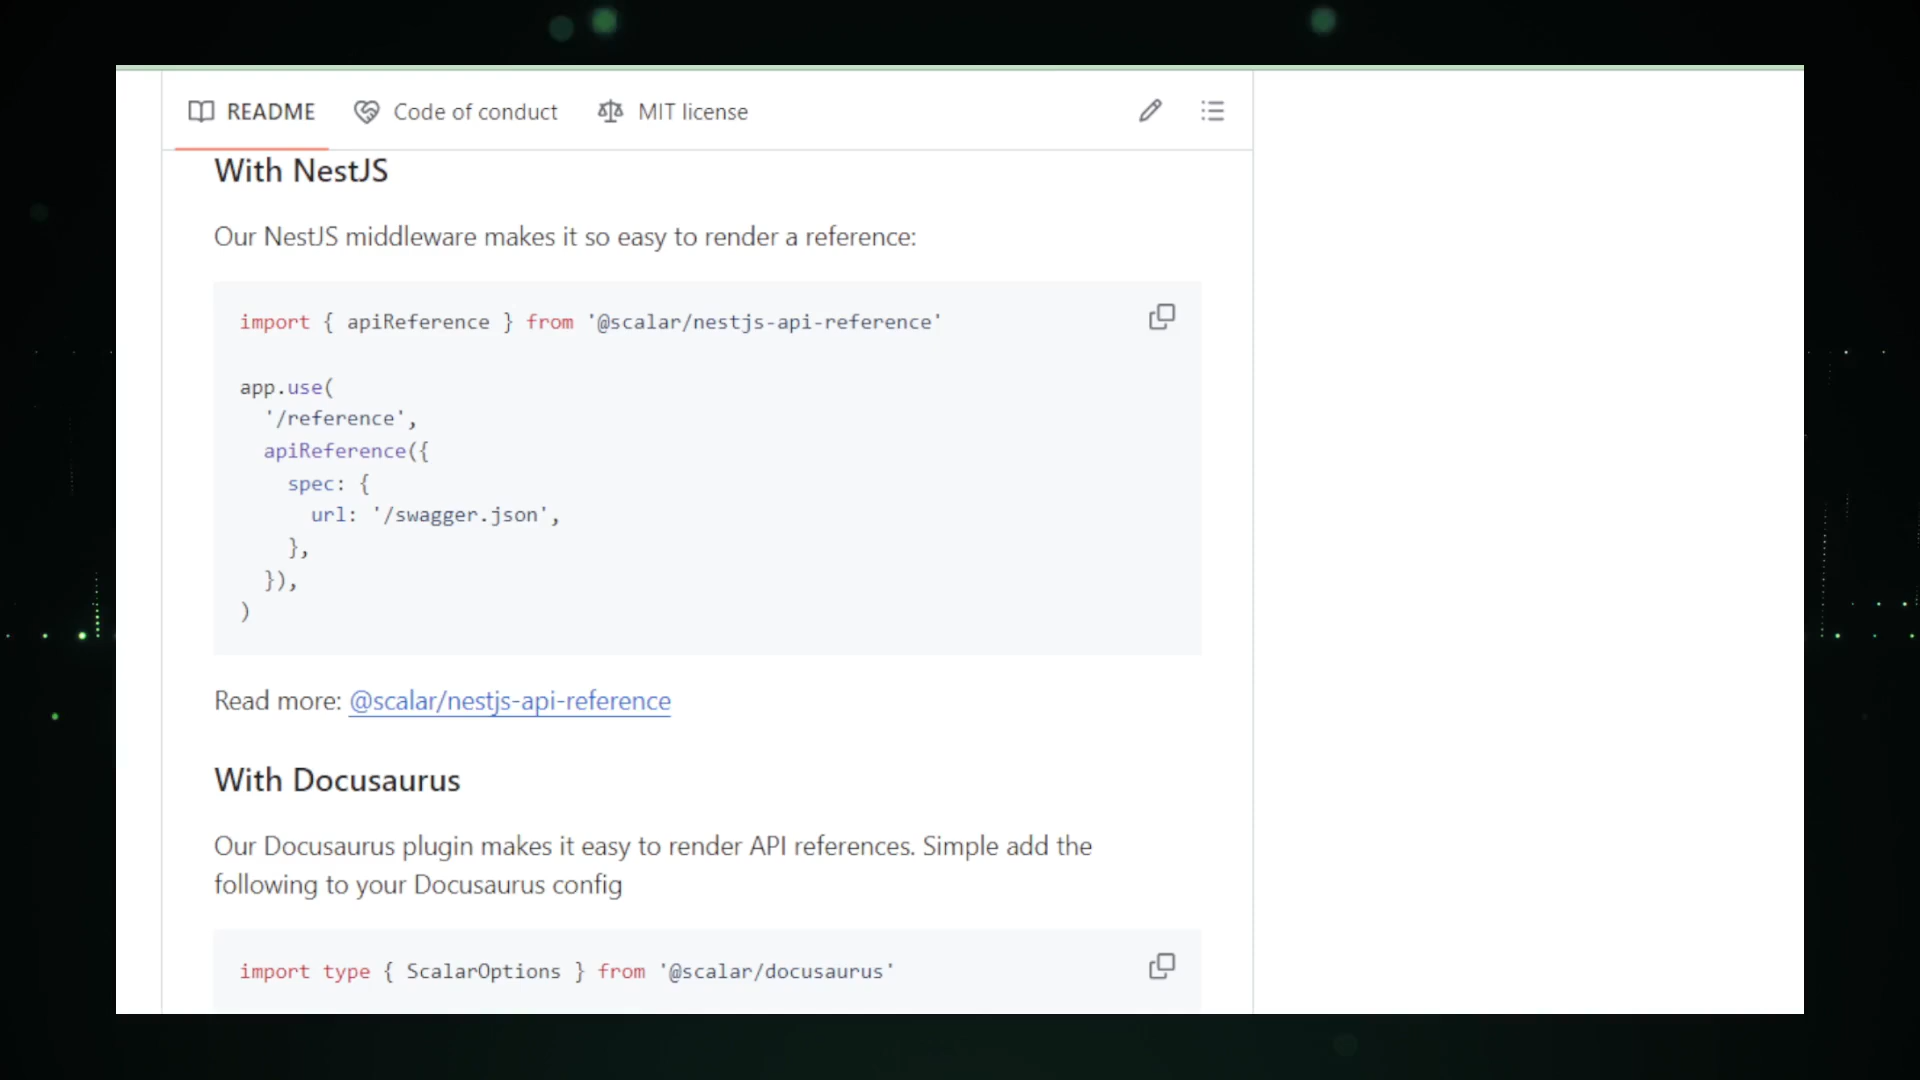 README
Code of conduct
MIT license
With NestJS
Our NestJS middleware makes it so easy to render a reference:
import { apiReference } from '@scalar/nestjs-api-reference'
app.use(
'/reference',
apiReference({
spec: {
url: '/swagger.json',
},
}),
)
Read more: @scalar/nestjs-api-reference
With Docusaurus
Our Docusaurus plugin makes it easy to render API references. Simple add the
following to your Docusaurus config
import type { ScalarOptions } from '@scalar/docusaurus'